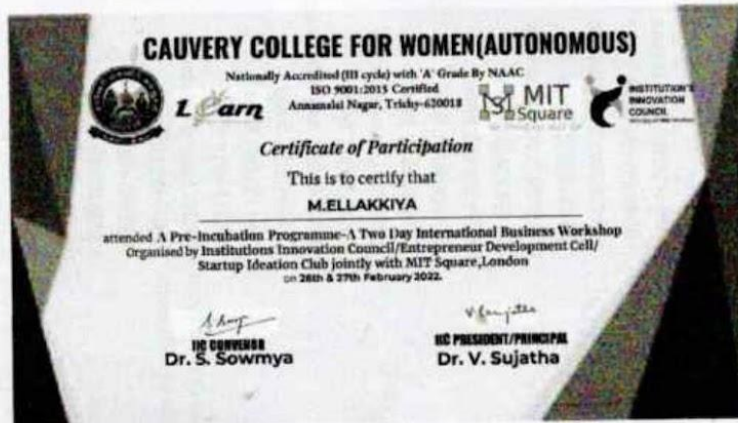 CAUVERY COLLEGE FOR WOMEN(AUTONOMOUS)
Nationally Accredited (III cycle) with 'A' Grade By NAAC
ISO 9001:2015 Certified
Annamalai Nagar, Trichy-620018
Learn
MIT
Square
INSTITUTION'S
INNOVATION
COUNCIL
Certificate of Participation
This is to certify that
M.ELLAKKIYA
attended A Pre-Incubation Programme-A Two Day International Business Workshop
Organised by Institutions Innovation Council/Entrepreneur Development Cell/
Startup Ideation Club jointly with MIT Square,London
on 26th & 27th February 2022.
IIC CONVENOR
Dr. S. Sowmya
IIC PRESIDENT/PRINCIPAL
Dr. V. Sujatha